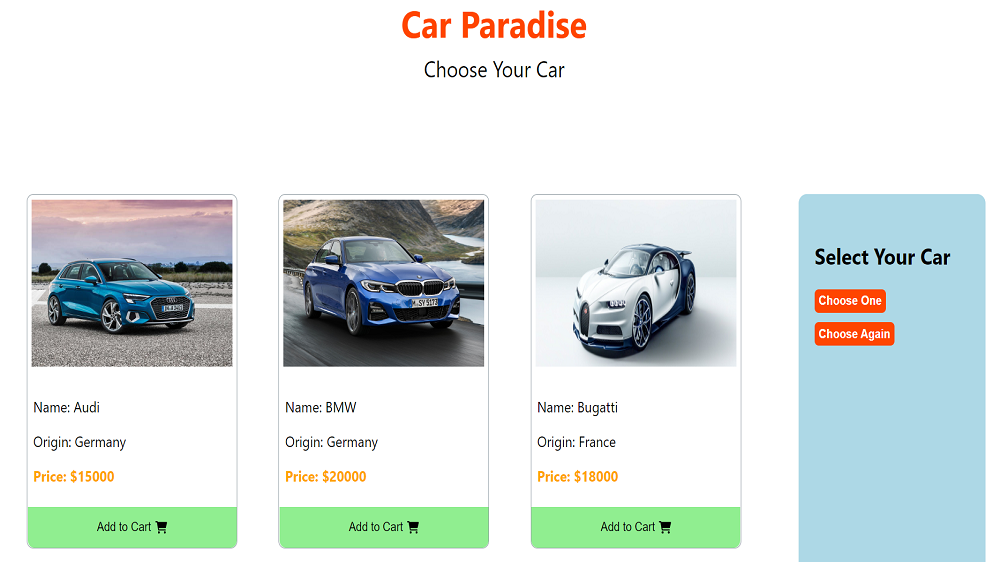 Car Paradise
Choose Your Car
M·SY 5173
Name: Audi
Origin: Germany
Price: $15000
Add to Cart
Name: BMW
Origin: Germany
Price: $20000
Add to Cart
Name: Bugatti
Origin: France
Price: $18000
Add to Cart
Select Your Car
Choose One
Choose Again